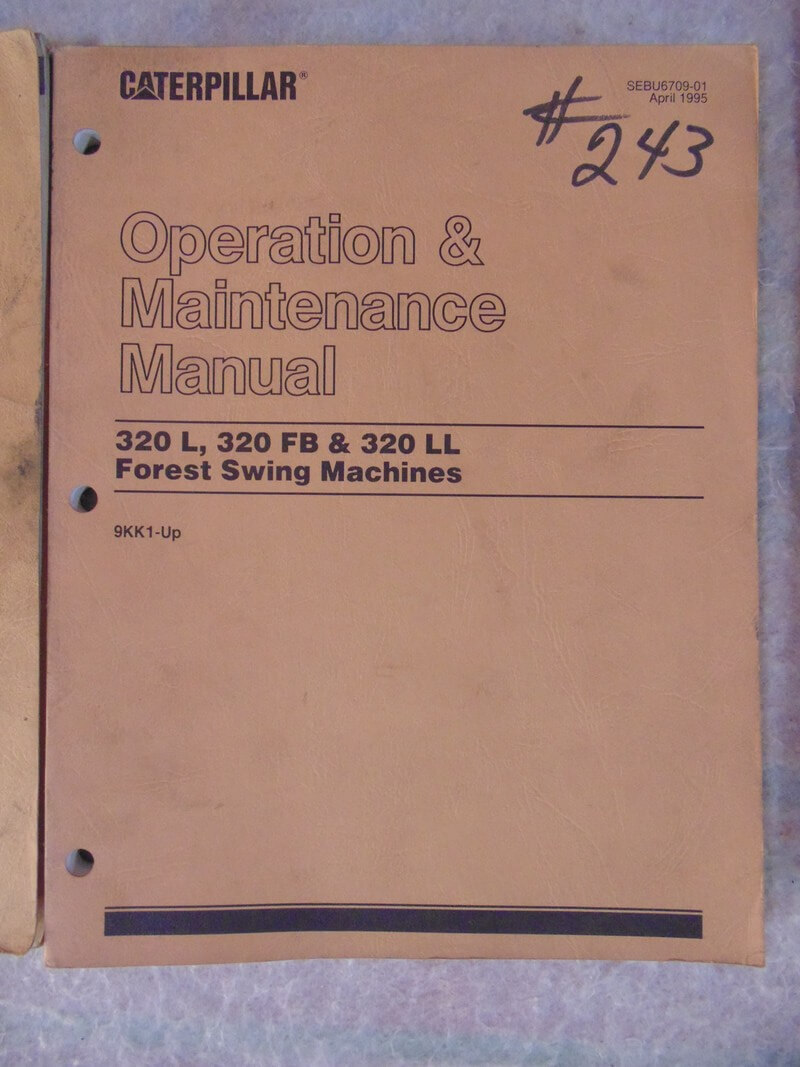 CATERPILLAR®
SEBU6709-01
April 1995
#
243
Operation &
Maintenance
Manual
320 L, 320 FB & 320 LL
Forest Swing Machines
9KK1-Up